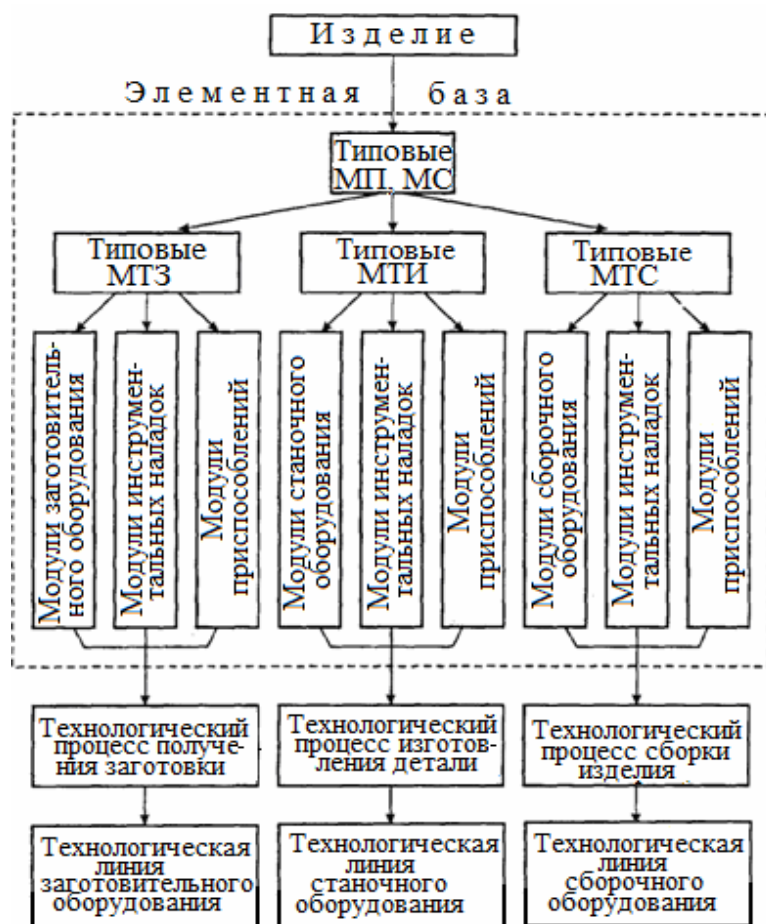 Изделие
Элементная база
Типовые
МП, МС
Типовые
МТЗ
Типовые
МТИ
Типовые
МТС
Модули заготовитель-
ного оборудования
Модули инструмен-
тальных наладок
Модули
приспособлений
Модули станочного
оборудования
Модули инструмен-
тальных наладок
Модули
приспособлений
Модули сборочного
оборудования
Модули инструмен-
тальных наладок
Модули
приспособлений
Технологический
процесс получе-
ния заготовки
Технологический
процесс изготов-
ления детали
Технологический
процесс сборки
изделия
Технологическая
линия
заготовительного
оборудования
Технологическая
линия
станочного
оборудования
Технологическая
линия
сборочного
оборудования